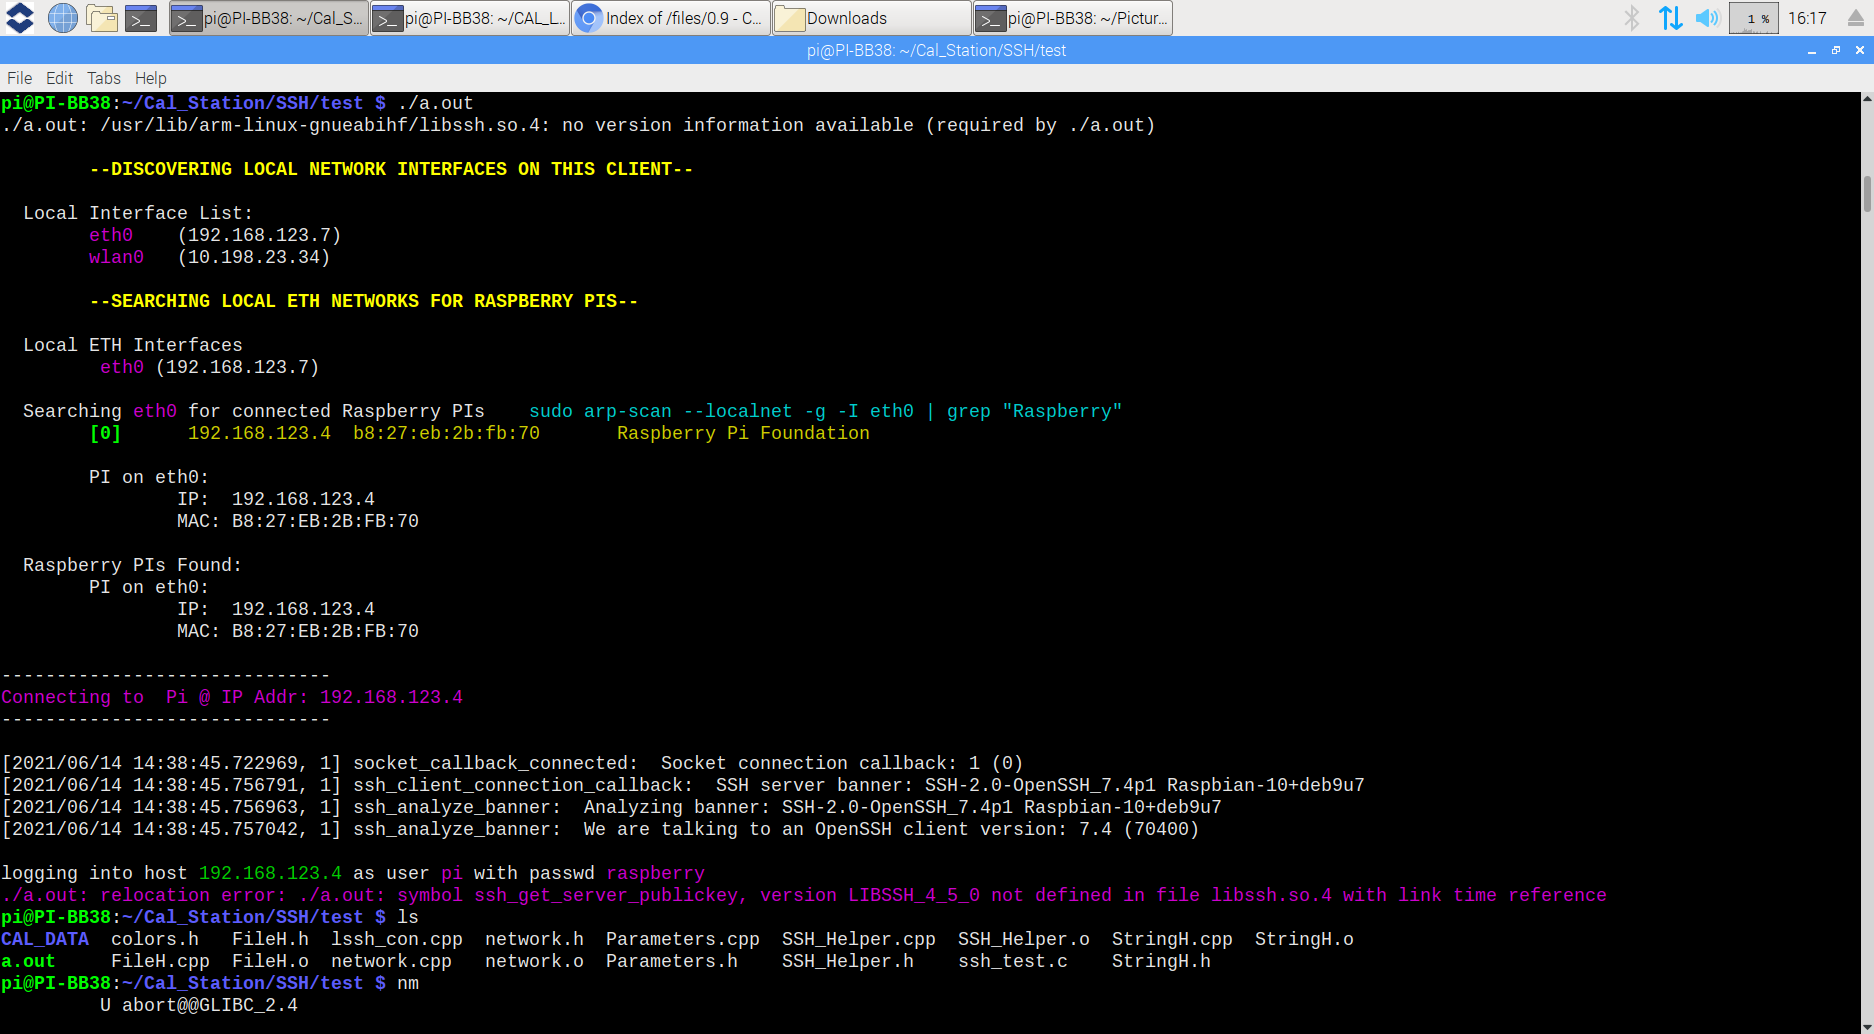 pi@PI-BB38: ~/Cal_S...
pi@PI-BB38: ~/CAL_L...
Index of /files/0.9 - C...
Downloads
pi@PI-BB38: ~/Pictur...
1 %
16:17
pi@PI-BB38: ~/Cal_Station/SSH/test
File Edit Tabs Help
pi@PI-BB38:~/Cal_Station/SSH/test $ ./a.out
./a.out: /usr/lib/arm-linux-gnueabihf/libssh.so.4: no version information available (required by ./a.out)
--DISCOVERING LOCAL NETWORK INTERFACES ON THIS CLIENT--
Local Interface List:
eth0 (192.168.123.7)
wlan0 (10.198.23.34)
--SEARCHING LOCAL ETH NETWORKS FOR RASPBERRY PIS--
Local ETH Interfaces
eth0 (192.168.123.7)
Searching eth0 for connected Raspberry PIs sudo arp-scan --localnet -g -I eth0 | grep "Raspberry"
[0] 192.168.123.4 b8:27:eb:2b:fb:70 Raspberry Pi Foundation
PI on eth0:
IP: 192.168.123.4
MAC: B8:27:EB:2B:FB:70
Raspberry PIs Found:
PI on eth0:
IP: 192.168.123.4
MAC: B8:27:EB:2B:FB:70
------------------------------
Connecting to Pi @ IP Addr: 192.168.123.4
------------------------------
[2021/06/14 14:38:45.722969, 1] socket_callback_connected: Socket connection callback: 1 (0)
[2021/06/14 14:38:45.756791, 1] ssh_client_connection_callback: SSH server banner: SSH-2.0-OpenSSH_7.4p1 Raspbian-10+deb9u7
[2021/06/14 14:38:45.756963, 1] ssh_analyze_banner: Analyzing banner: SSH-2.0-OpenSSH_7.4p1 Raspbian-10+deb9u7
[2021/06/14 14:38:45.757042, 1] ssh_analyze_banner: We are talking to an OpenSSH client version: 7.4 (70400)
logging into host 192.168.123.4 as user pi with passwd raspberry
./a.out: relocation error: ./a.out: symbol ssh_get_server_publickey, version LIBSSH_4_5_0 not defined in file libssh.so.4 with link time reference
pi@PI-BB38:~/Cal_Station/SSH/test $ ls
CAL_DATA colors.h FileH.h lssh_con.cpp network.h Parameters.cpp SSH_Helper.cpp SSH_Helper.o StringH.cpp StringH.o
a.out FileH.cpp FileH.o network.cpp network.o Parameters.h SSH_Helper.h ssh_test.c StringH.h
pi@PI-BB38:~/Cal_Station/SSH/test $ nm
U abort@@GLIBC_2.4